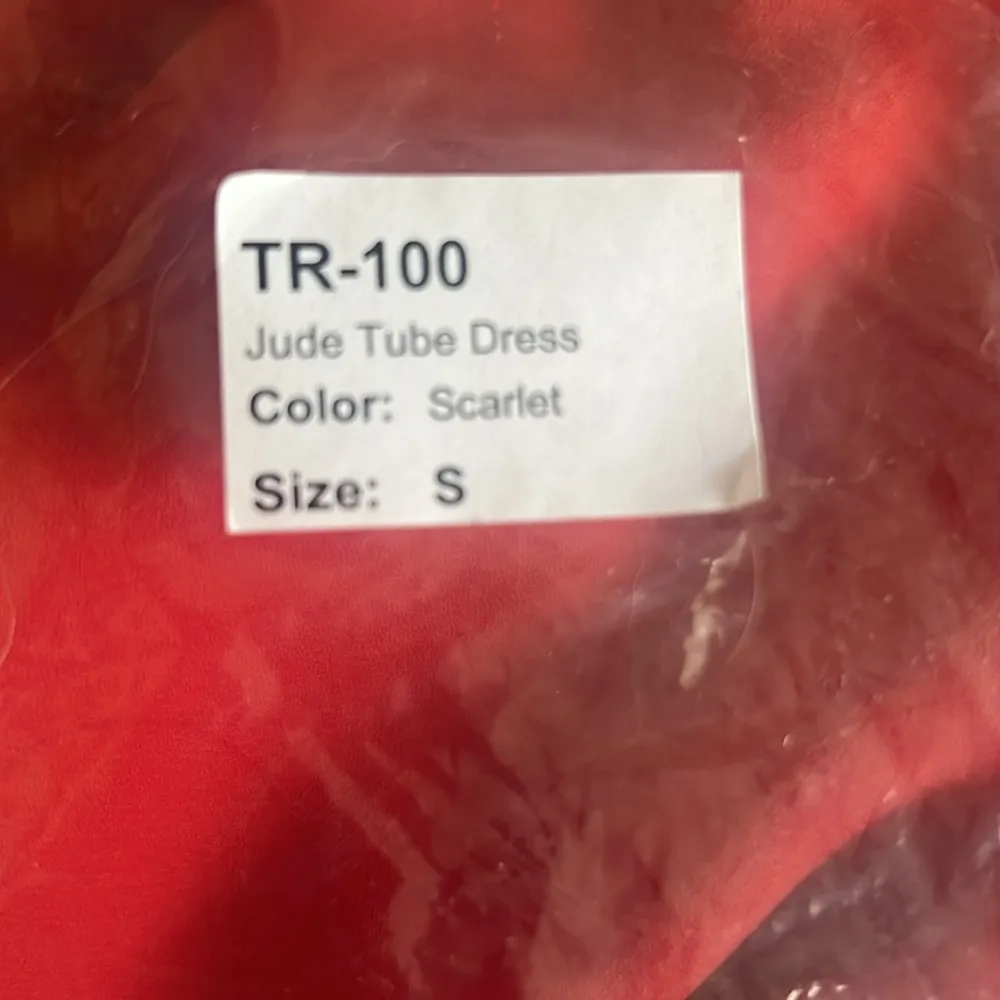 TR-100
Jude Tube Dress
Color: Scarlet
Size: S